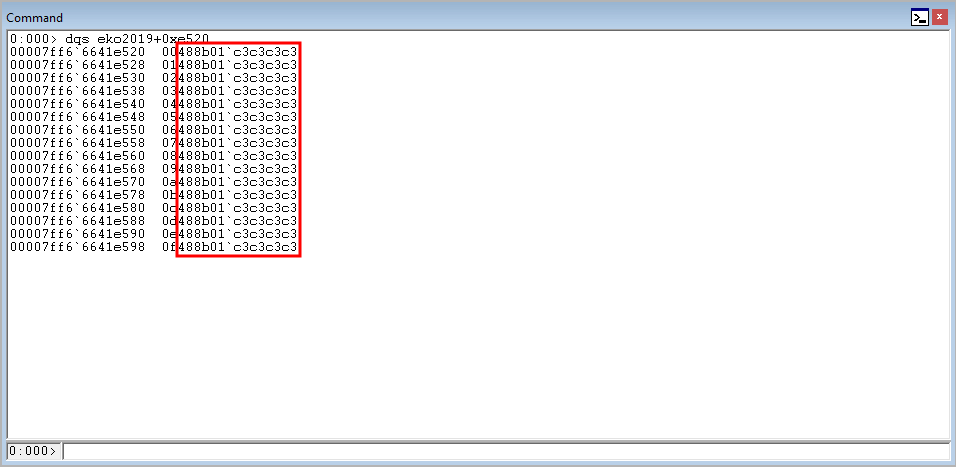 Command
0:000> dqs eko2019+0xe520
00007ff6`6641e520  00488b01`c3c3c3c3
00007ff6`6641e528  01488b01`c3c3c3c3
00007ff6`6641e530  02488b01`c3c3c3c3
00007ff6`6641e538  03488b01`c3c3c3c3
00007ff6`6641e540  04488b01`c3c3c3c3
00007ff6`6641e548  05488b01`c3c3c3c3
00007ff6`6641e550  06488b01`c3c3c3c3
00007ff6`6641e558  07488b01`c3c3c3c3
00007ff6`6641e560  08488b01`c3c3c3c3
00007ff6`6641e568  09488b01`c3c3c3c3
00007ff6`6641e570  0a488b01`c3c3c3c3
00007ff6`6641e578  0b488b01`c3c3c3c3
00007ff6`6641e580  0c488b01`c3c3c3c3
00007ff6`6641e588  0d488b01`c3c3c3c3
00007ff6`6641e590  0e488b01`c3c3c3c3
00007ff6`6641e598  0f488b01`c3c3c3c3
0:000>